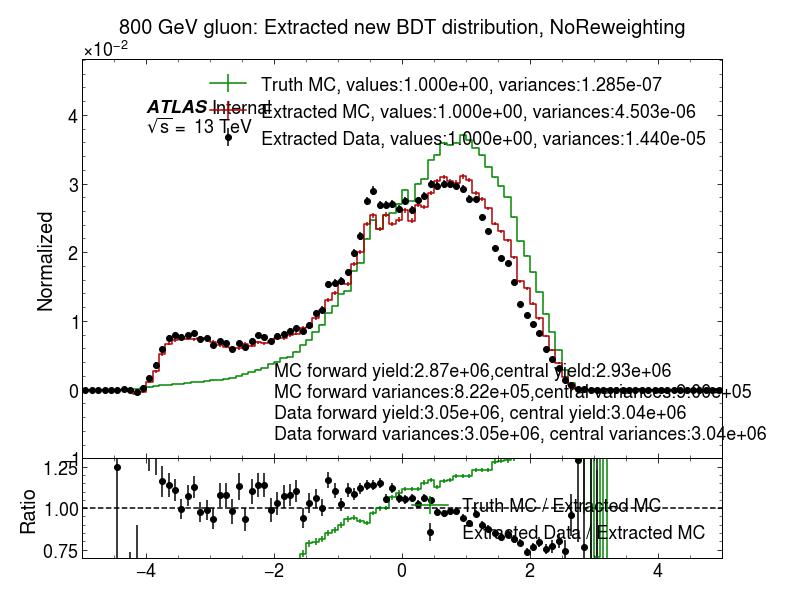 800 GeV gluon: Extracted new BDT distribution, NoReweighting
×10⁻²
Truth MC, values:1.000e+00, variances:1.285e-07
ATLAS Internal
Extracted MC, values:1.000e+00, variances:4.503e-06
√s = 13 TeV
Extracted Data, values:1.000e+00, variances:1.440e-05
4
3
2
1
0
Normalized
MC forward yield:2.87e+06,central yield:2.93e+06
MC forward variances:8.22e+05,central variances:9.00e+05
Data forward yield:3.05e+06, central yield:3.04e+06
Data forward variances:3.05e+06, central variances:3.04e+06
1.25
1.00
0.75
Ratio
Truth MC / Extracted MC
Extracted Data / Extracted MC
−4 −2 0 2 4